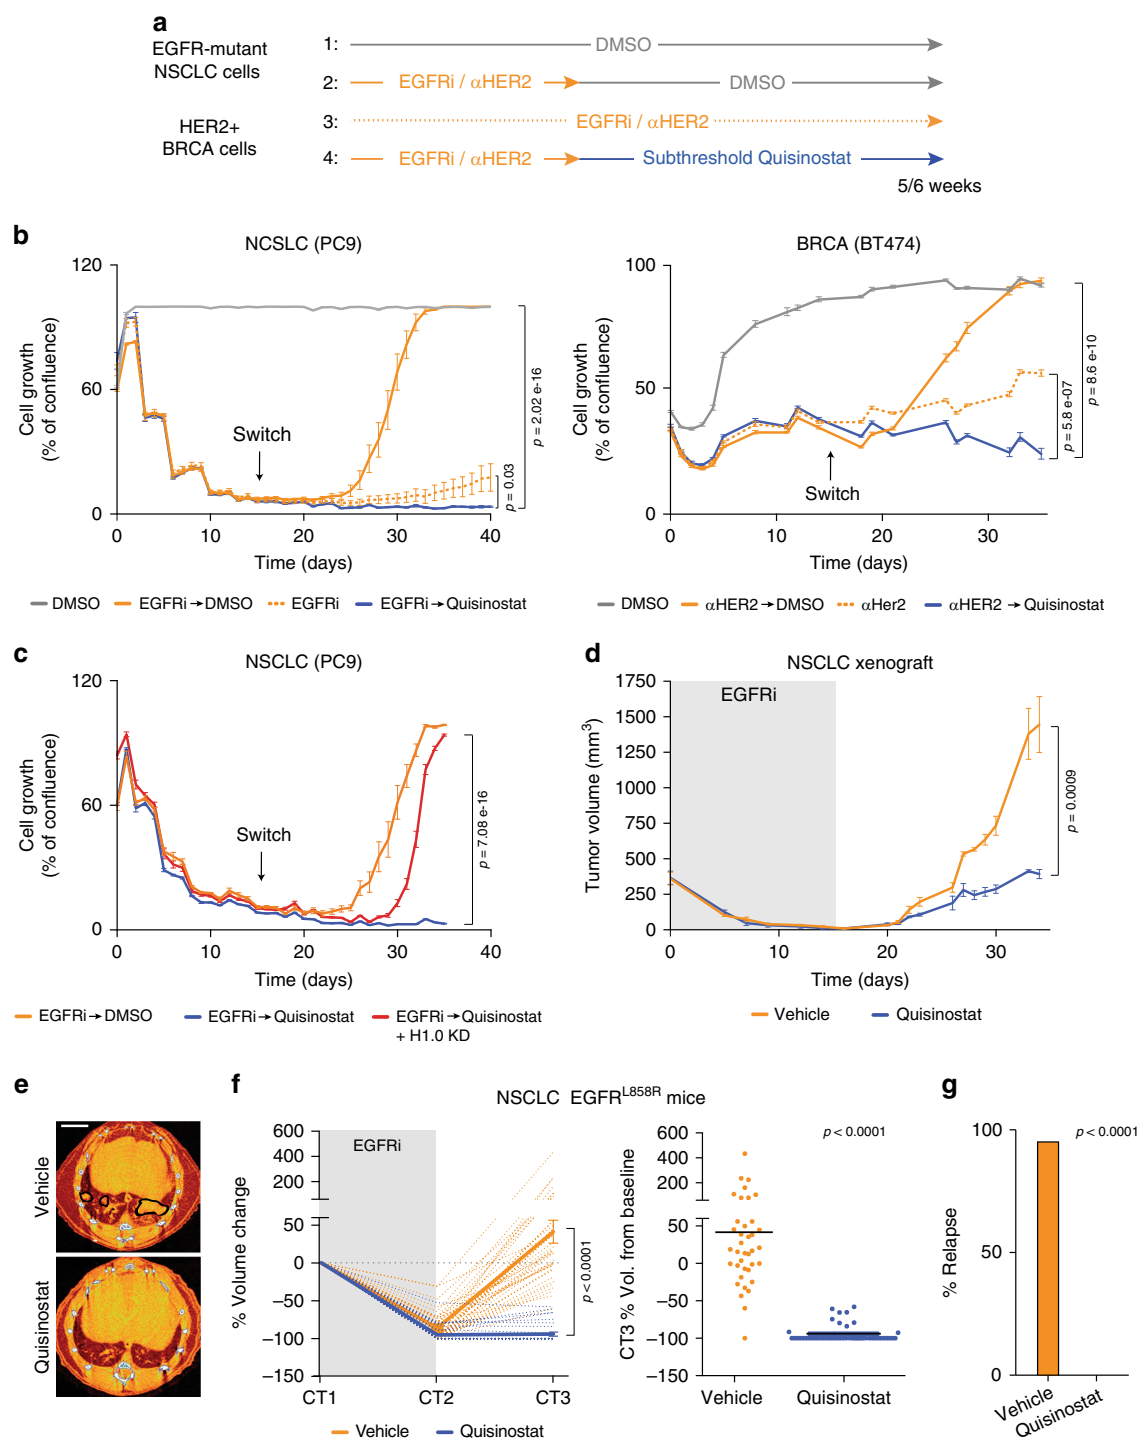 a
EGFR-mutant
NSCLC cells
HER2+
BRCA cells
1: DMSO
2: EGFRi / αHER2 DMSO
3: EGFRi / αHER2
4: EGFRi / αHER2 Subthreshold Quisinostat
5/6 weeks
b
NCSLC (PC9)
120
60
0
Cell growth
(% of confluence)
Switch
p = 0.03
p = 2.02 e-16
0 10 20 30 40
Time (days)
DMSO EGFRi→DMSO EGFRi EGFRi→Quisinostat
BRCA (BT474)
100
50
0
Cell growth
(% of confluence)
Switch
p = 5.8 e-07
p = 8.6 e-10
0 10 20 30
Time (days)
DMSO αHER2→DMSO αHer2 αHER2→Quisinostat
c
NSCLC (PC9)
120
60
0
Cell growth
(% of confluence)
Switch
p = 7.08 e-16
0 10 20 30 40
Time (days)
EGFRi→DMSO EGFRi→Quisinostat EGFRi→Quisinostat
+ H1.0 KD
d
NSCLC xenograft
EGFRi
1750
1500
1250
1000
750
500
250
0
Tumor volume (mm³)
p = 0.0009
0 10 20 30
Time (days)
Vehicle Quisinostat
e
Vehicle
Quisinostat
f
NSCLC EGFR^L858R mice
EGFRi
600
400
200
50
0
−50
−100
−150
% Volume change
p < 0.0001
CT1 CT2 CT3
Vehicle Quisinostat
p < 0.0001
600
400
200
50
0
−50
−100
−150
CT3 % Vol. from baseline
Vehicle Quisinostat
g
p < 0.0001
100
50
0
% Relapse
Vehicle
Quisinostat